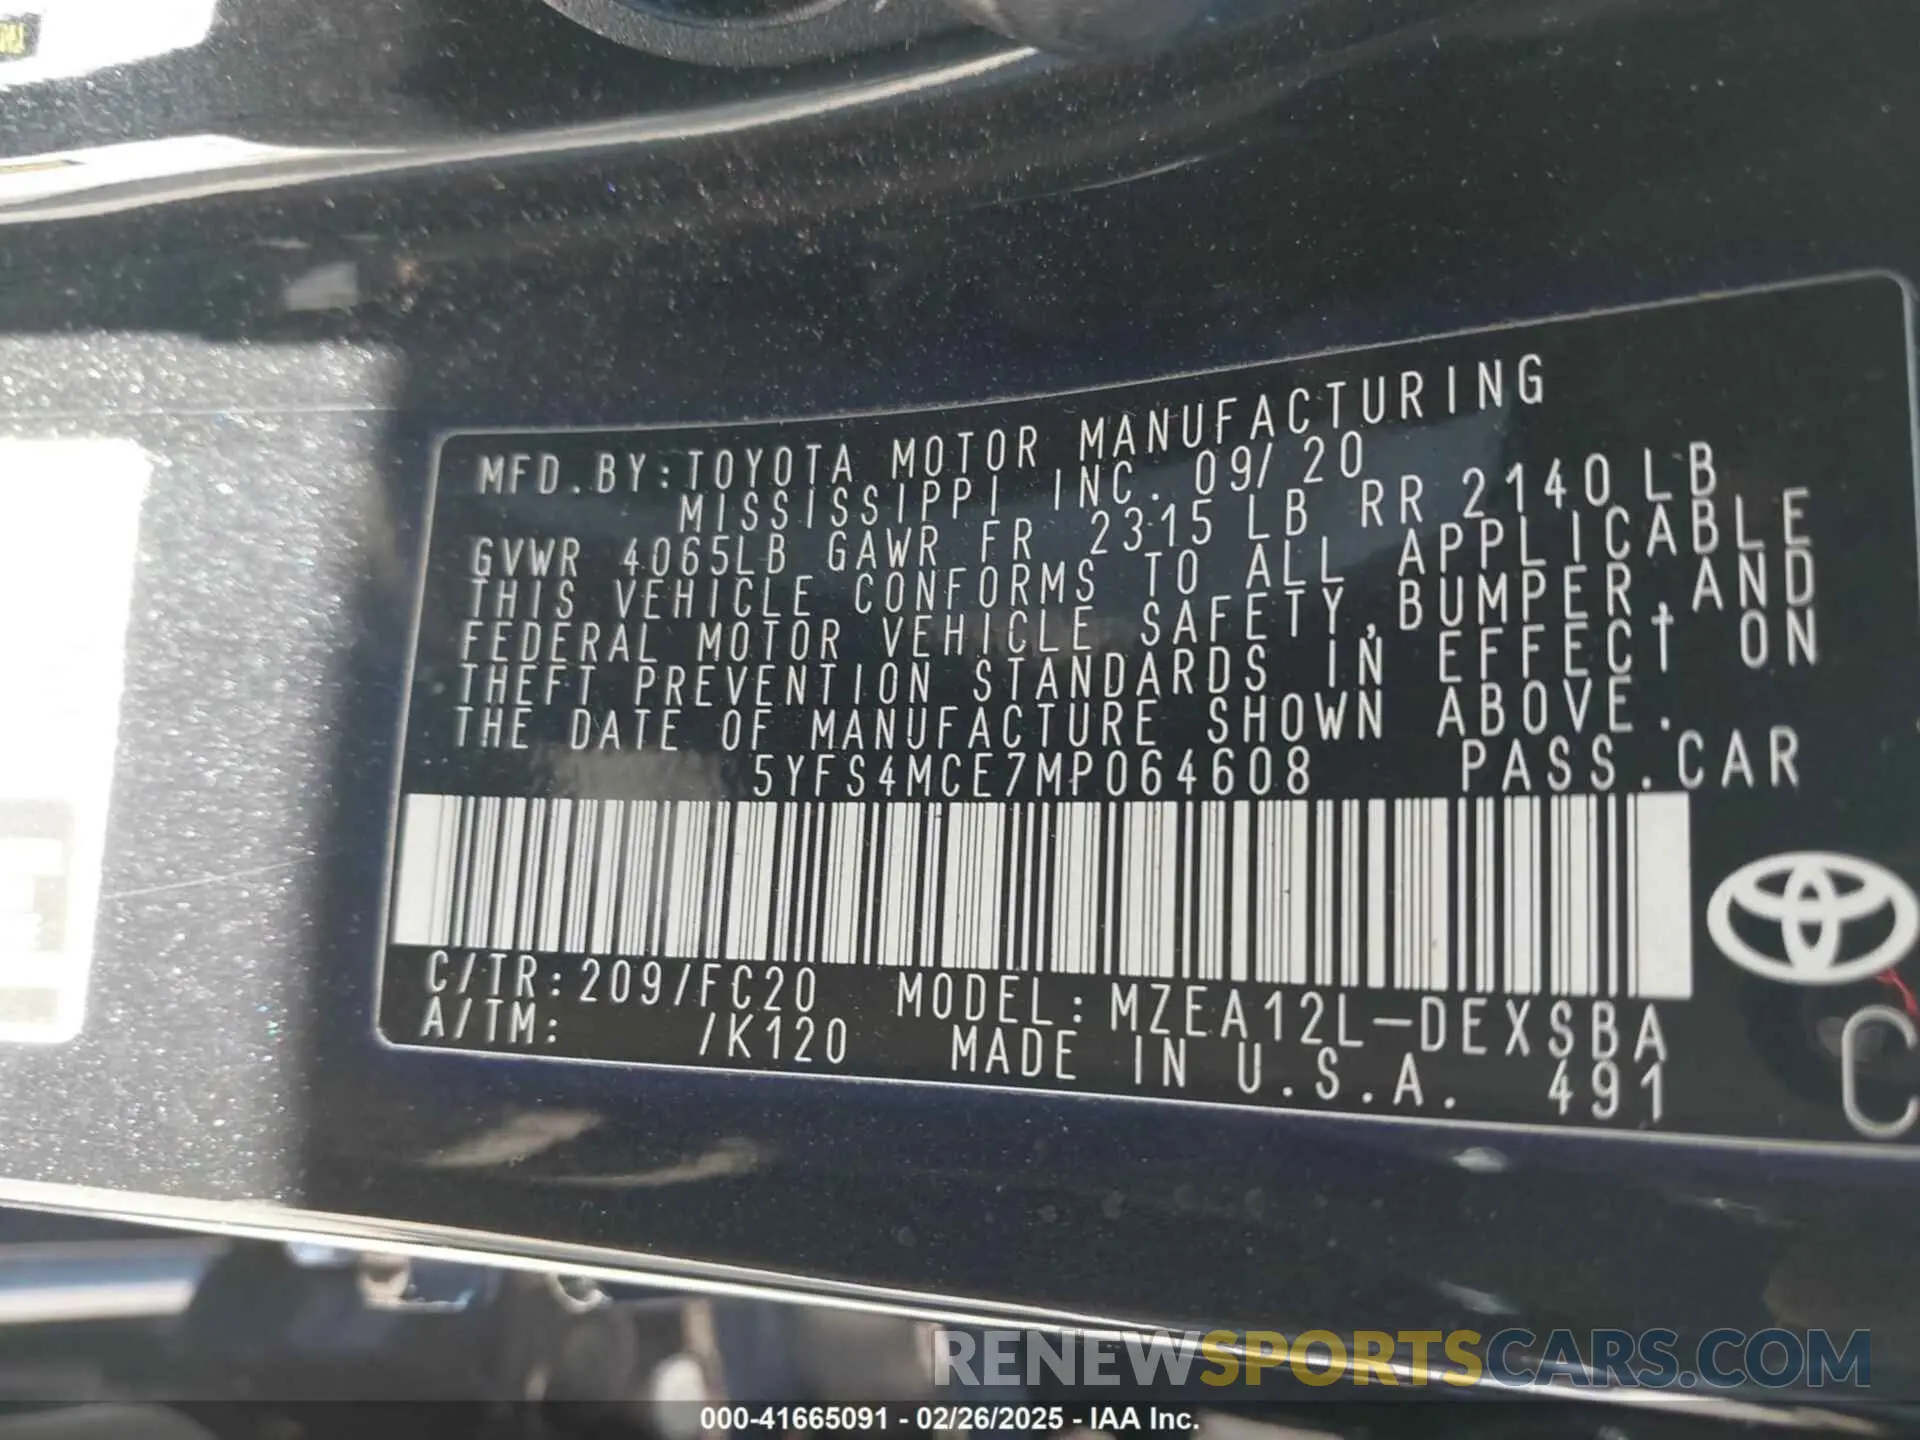 MFD.BY:TOYOTA MOTOR MANUFACTURING
MISSISSIPPI INC. 09/20
GVWR 4065LB GAWR FR 2315 LB RR 2140 LB
THIS VEHICLE CONFORMS TO ALL APPLICABLE
FEDERAL MOTOR VEHICLE SAFETY, BUMPER, AND
THEFT PREVENTION STANDARDS IN EFFECT ON
THE DATE OF MANUFACTURE SHOWN ABOVE.
5YFS4MCE7MP064608 PASS.CAR
C/TR:209/FC20 MODEL:MZEA12L-DEXSBA
A/TM: /K120 MADE IN U.S.A. 491
C
RENEWSPORTSCARS.COM
000-41665091 - 02/26/2025 - IAA Inc.